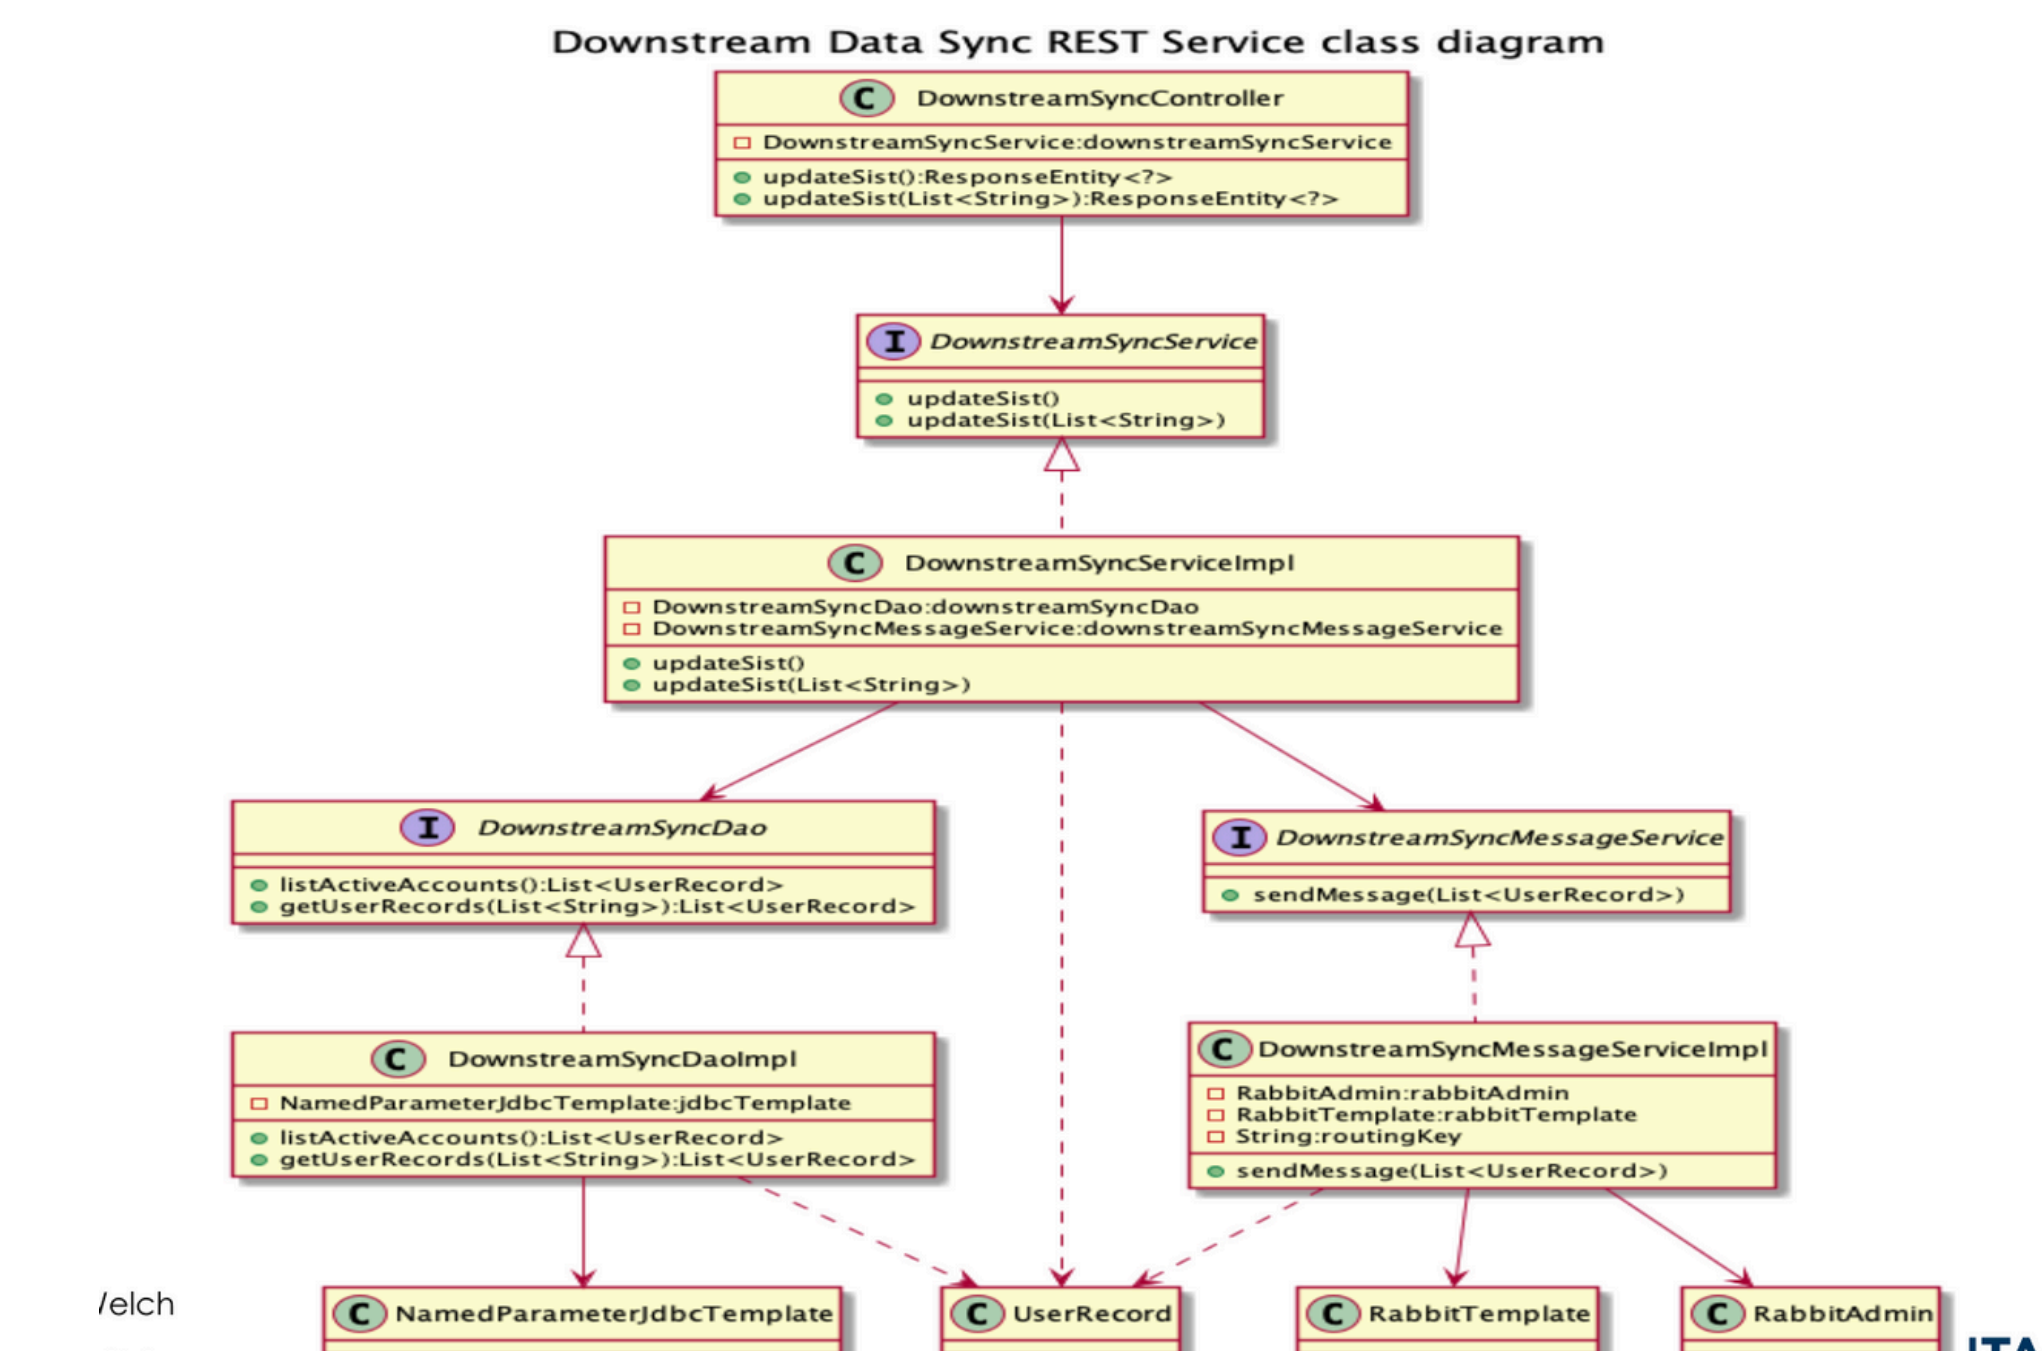 Downstream Data Sync REST Service class diagram
C DownstreamSyncController
DownstreamSyncService:downstreamSyncService
updateSist():ResponseEntity<?>
updateSist(List<String>):ResponseEntity<?>
I DownstreamSyncService
updateSist()
updateSist(List<String>)
C DownstreamSyncServiceImpl
DownstreamSyncDao:downstreamSyncDao
DownstreamSyncMessageService:downstreamSyncMessageService
updateSist()
updateSist(List<String>)
I DownstreamSyncDao
listActiveAccounts():List<UserRecord>
getUserRecords(List<String>):List<UserRecord>
I DownstreamSyncMessageService
sendMessage(List<UserRecord>)
C DownstreamSyncDaoImpl
NamedParameterJdbcTemplate:jdbcTemplate
listActiveAccounts():List<UserRecord>
getUserRecords(List<String>):List<UserRecord>
C DownstreamSyncMessageServiceImpl
RabbitAdmin:rabbitAdmin
RabbitTemplate:rabbitTemplate
String:routingKey
sendMessage(List<UserRecord>)
C NamedParameterJdbcTemplate
C UserRecord
C RabbitTemplate
C RabbitAdmin